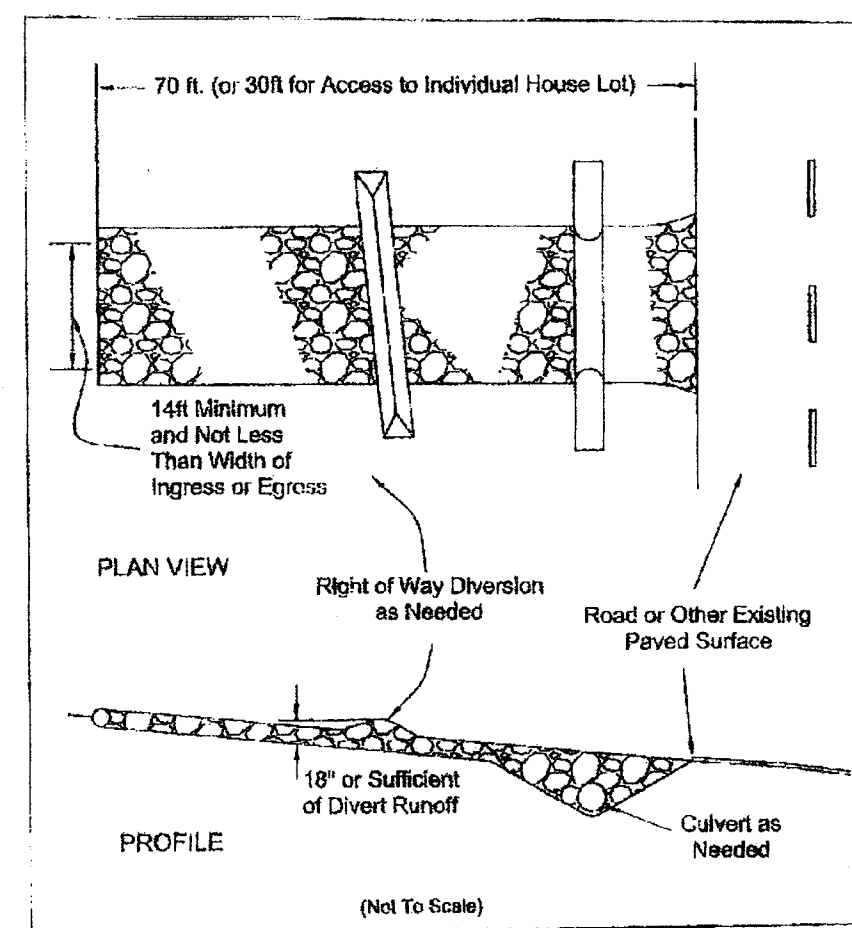 70 ft. (or 30ft for Access to Individual House Lot)
14ft Minimum
and Not Less
Than Width of
Ingress or Egress
PLAN VIEW
Right of Way Diversion
as Needed
Road or Other Existing
Paved Surface
18" or Sufficient
of Divert Runoff
Culvert as
Needed
PROFILE
(Not To Scale)